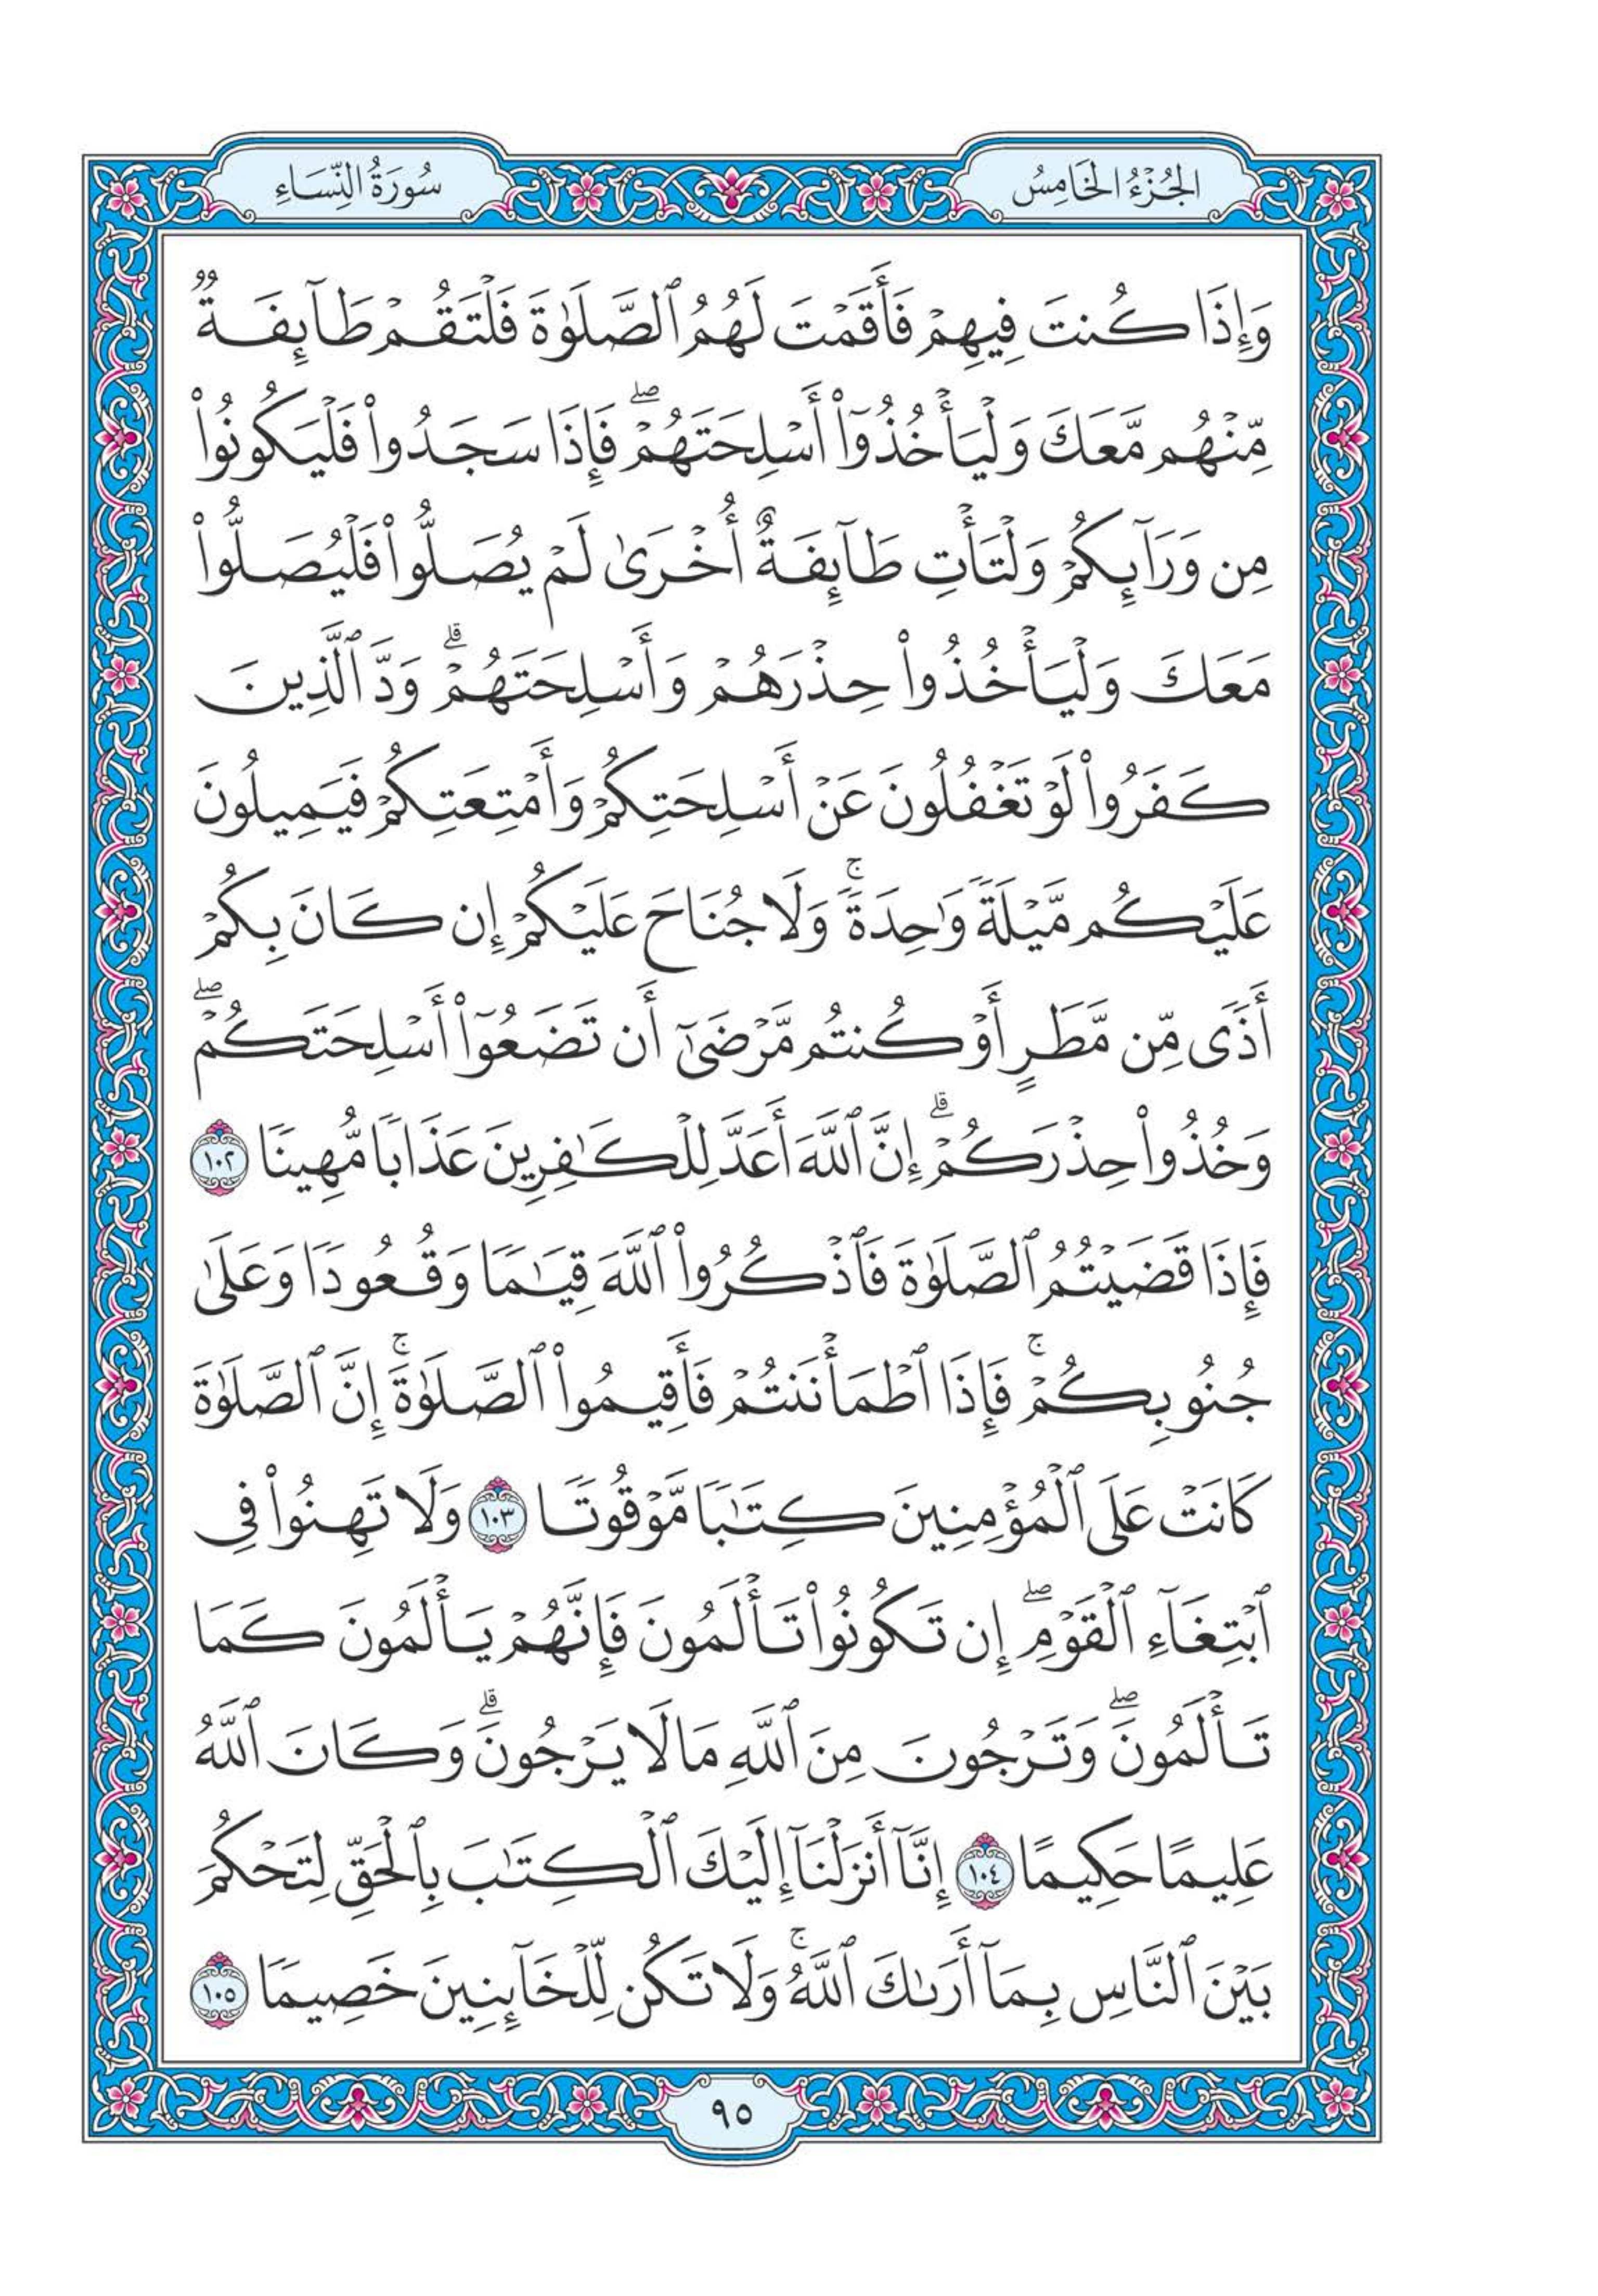 الجُزْءُ الخَامِسُ
سُورَةُ النِّسَاءِ
وَإِذَا كُنتَ فِيهِمْ فَأَقَمْتَ لَهُمُ ٱلصَّلَوٰةَ فَلْتَقُمْ طَآئِفَةٌ
مِّنْهُم مَّعَكَ وَلْيَأْخُذُوٓا۟ أَسْلِحَتَهُمْۖ فَإِذَا سَجَدُوا۟ فَلْيَكُونُوا۟
مِن وَرَآئِكُمْ وَلْتَأْتِ طَآئِفَةٌ أُخْرَىٰ لَمْ يُصَلُّوا۟ فَلْيُصَلُّوا۟
مَعَكَ وَلْيَأْخُذُوا۟ حِذْرَهُمْ وَأَسْلِحَتَهُمْۗ وَدَّ ٱلَّذِينَ
كَفَرُوا۟ لَوْ تَغْفُلُونَ عَنْ أَسْلِحَتِكُمْ وَأَمْتِعَتِكُمْ فَيَمِيلُونَ
عَلَيْكُم مَّيْلَةً وَٰحِدَةًۚ وَلَا جُنَاحَ عَلَيْكُمْ إِن كَانَ بِكُمْ
أَذًى مِّن مَّطَرٍ أَوْ كُنتُم مَّرْضَىٰٓ أَن تَضَعُوٓا۟ أَسْلِحَتَكُمْۖ
وَخُذُوا۟ حِذْرَكُمْۗ إِنَّ ٱللَّهَ أَعَدَّ لِلْكَـٰفِرِينَ عَذَابًا مُّهِينًا ١٠٢
فَإِذَا قَضَيْتُمُ ٱلصَّلَوٰةَ فَٱذْكُرُوا۟ ٱللَّهَ قِيَـٰمًا وَقُعُودًا وَعَلَىٰ
جُنُوبِكُمْۚ فَإِذَا ٱطْمَأْنَنتُمْ فَأَقِيمُوا۟ ٱلصَّلَوٰةَۚ إِنَّ ٱلصَّلَوٰةَ
كَانَتْ عَلَى ٱلْمُؤْمِنِينَ كِتَـٰبًا مَّوْقُوتًا ١٠٣ وَلَا تَهِنُوا۟ فِى
ٱبْتِغَآءِ ٱلْقَوْمِۖ إِن تَكُونُوا۟ تَأْلَمُونَ فَإِنَّهُمْ يَأْلَمُونَ كَمَا
تَأْلَمُونَۖ وَتَرْجُونَ مِنَ ٱللَّهِ مَا لَا يَرْجُونَۗ وَكَانَ ٱللَّهُ
عَلِيمًا حَكِيمًا ١٠٤ إِنَّآ أَنزَلْنَآ إِلَيْكَ ٱلْكِتَـٰبَ بِٱلْحَقِّ لِتَحْكُمَ
بَيْنَ ٱلنَّاسِ بِمَآ أَرَىٰكَ ٱللَّهُۚ وَلَا تَكُن لِّلْخَآئِنِينَ خَصِيمًا ١٠٥
٩٥